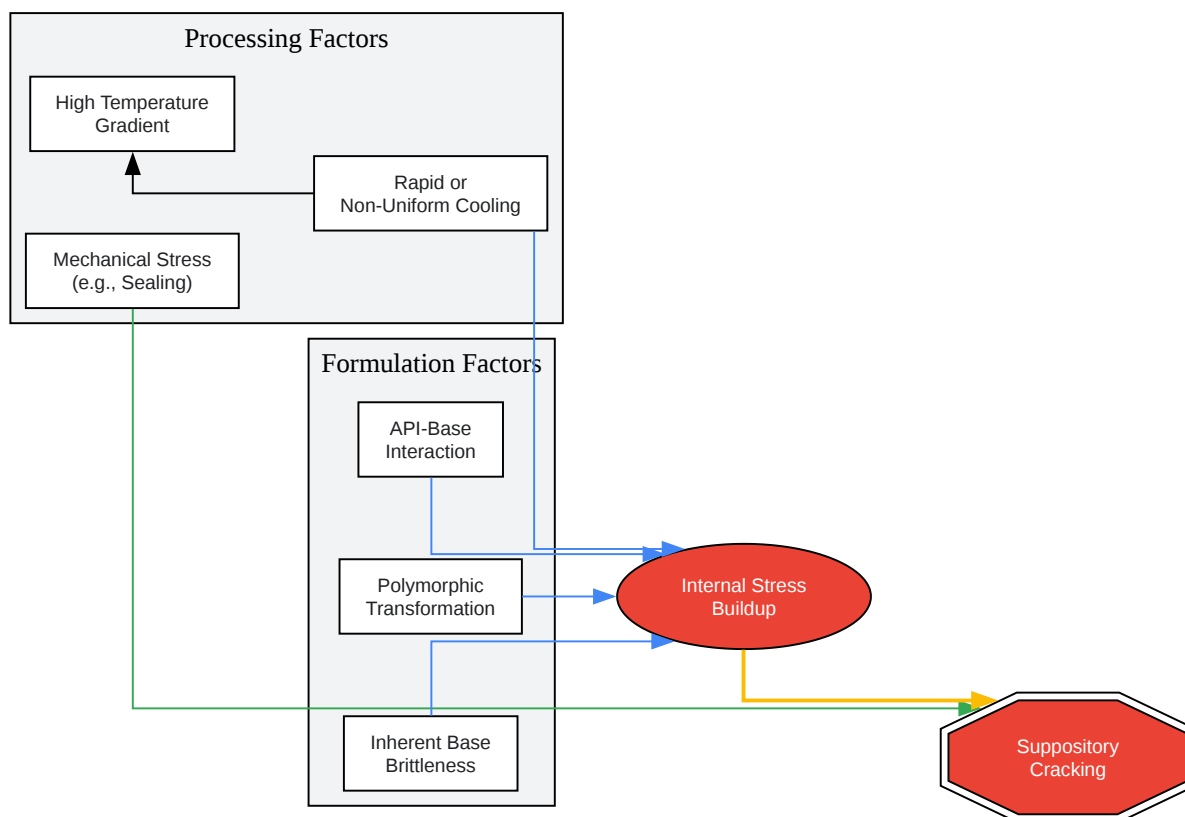 Processing Factors
High Temperature
Gradient
Rapid or
Non-Uniform Cooling
Mechanical Stress
(e.g., Sealing)
Formulation Factors
API-Base
Interaction
Polymorphic
Transformation
Internal Stress
Buildup
Inherent Base
Brittleness
Suppository
Cracking